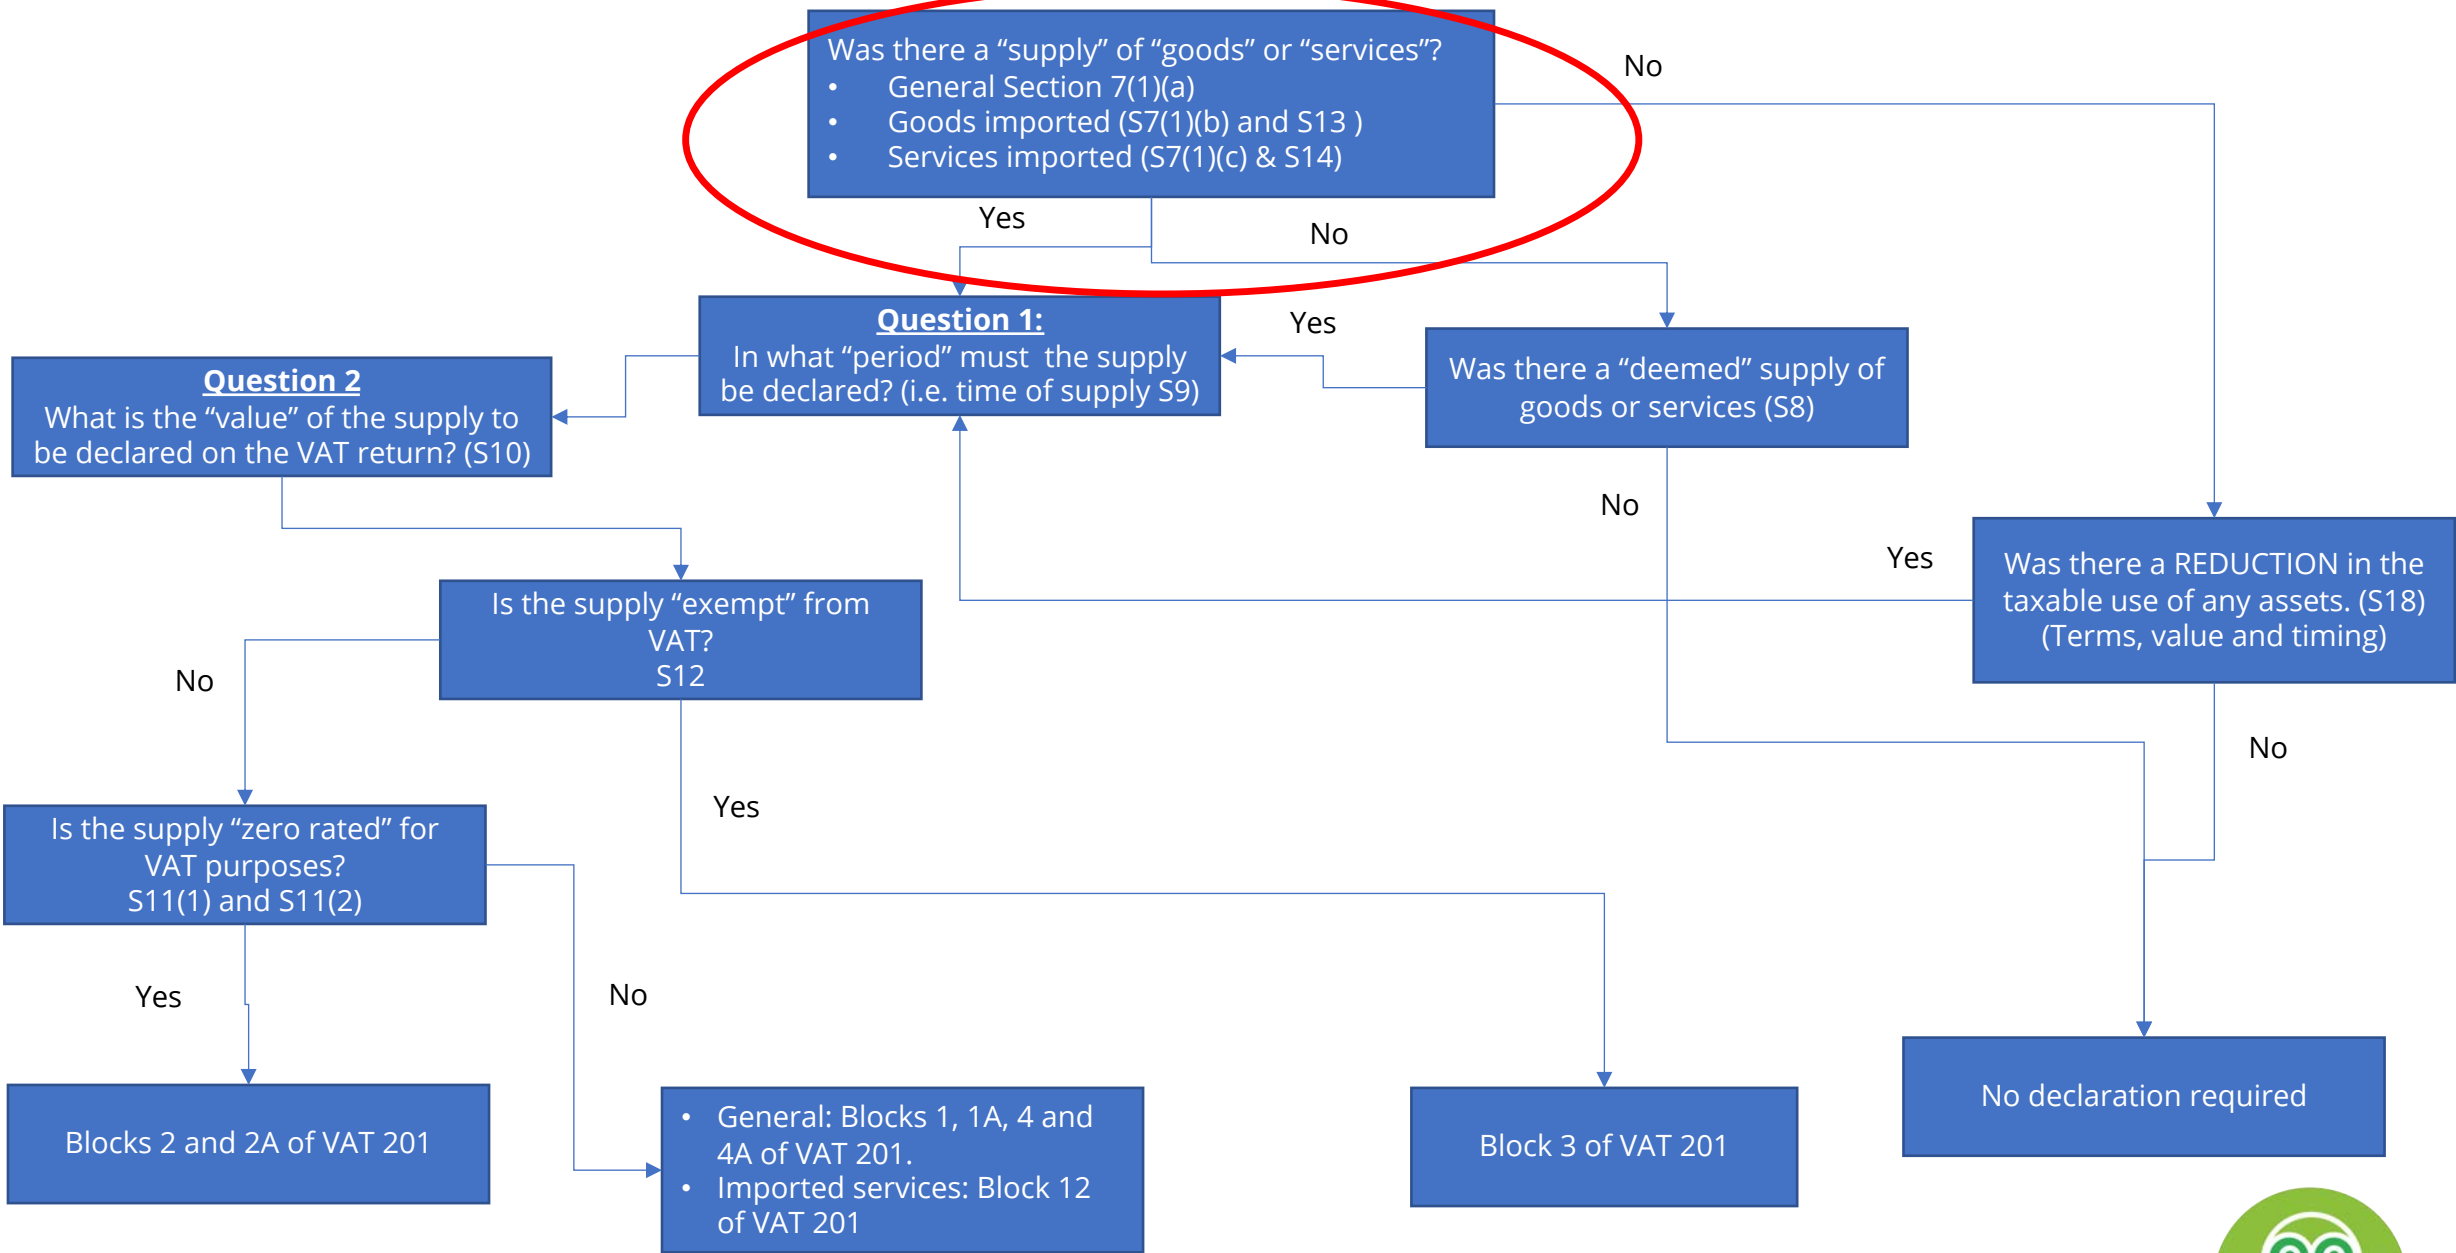 Was there a “supply” of “goods” or “services”?
• General Section 7(1)(a)
• Goods imported (S7(1)(b) and S13 )
• Services imported (S7(1)(c) & S14)
No
Yes
No
Question 1:
In what “period” must the supply
be declared? (i.e. time of supply S9)
Yes
Was there a “deemed” supply of
goods or services (S8)
Question 2
What is the “value” of the supply to
be declared on the VAT return? (S10)
No
Yes
Was there a REDUCTION in the
taxable use of any assets. (S18)
(Terms, value and timing)
Is the supply “exempt” from
VAT?
S12
No
No
Yes
Is the supply “zero rated” for
VAT purposes?
S11(1) and S11(2)
Yes
No
Blocks 2 and 2A of VAT 201
• General: Blocks 1, 1A, 4 and
4A of VAT 201.
• Imported services: Block 12
of VAT 201
Block 3 of VAT 201
No declaration required